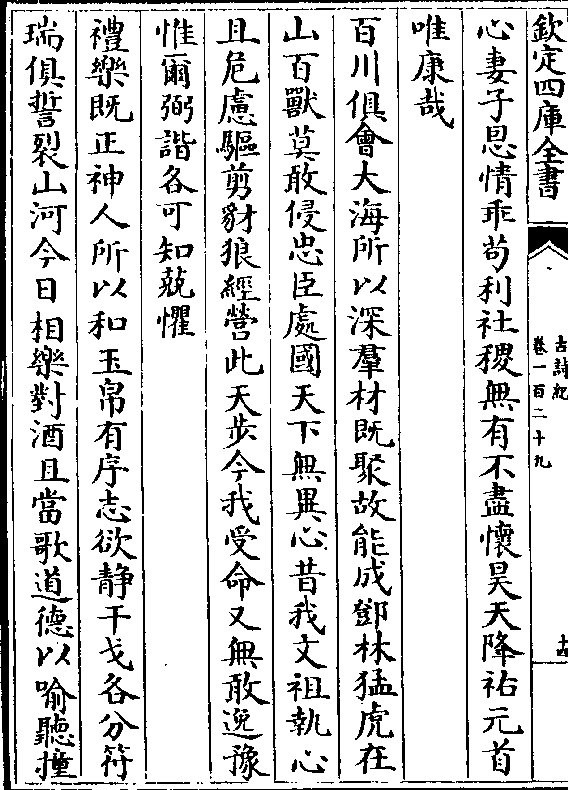 欽定四庫全書
古詩紀
卷一百二十九
十四
心妻子恩情乖苟利社稷無有不盡懷昊天降祐元首
唯康哉
百川俱會大海所以深羣材既聚故能成鄧林猛虎在
山百獸莫敢侵忠臣處國天下無異心昔我文祖執心
且危慮驅剪豺狼經營此天步今我受命又無敢逸豫
惟爾弼諧各可知兢懼
禮樂既正神人所以和玉帛有序志欲静干戈各分符
瑞俱誓裂山河今日相樂對酒且當歌道德以喻聽撞